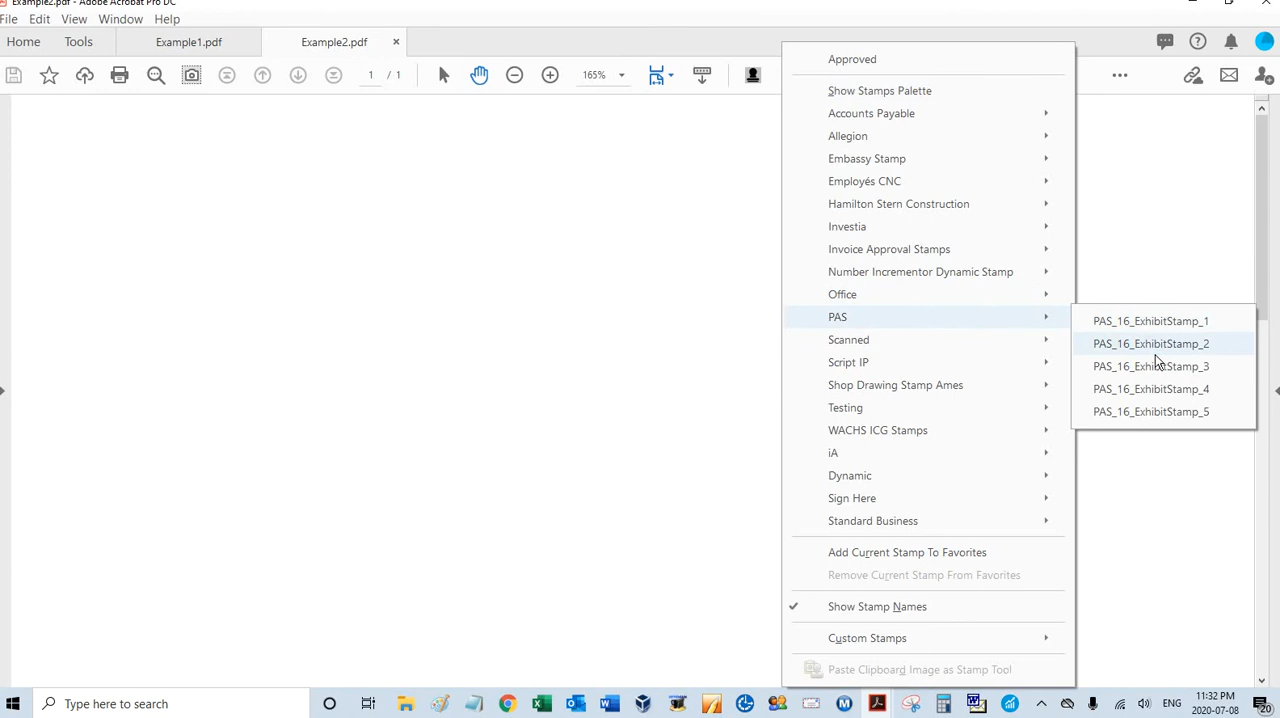 Example2.pdf - Adobe Acrobat Pro DC
File Edit View Window Help
Home Tools Example1.pdf Example2.pdf ×
1 / 1 165%
Approved
Show Stamps Palette
Accounts Payable
Allegion
Embassy Stamp
Employés CNC
Hamilton Stern Construction
Investia
Invoice Approval Stamps
Number Incrementor Dynamic Stamp
Office
PAS
PAS_16_ExhibitStamp_1
PAS_16_ExhibitStamp_2
PAS_16_ExhibitStamp_3
PAS_16_ExhibitStamp_4
PAS_16_ExhibitStamp_5
Scanned
Script IP
Shop Drawing Stamp Ames
Testing
WACHS ICG Stamps
iA
Dynamic
Sign Here
Standard Business
Add Current Stamp To Favorites
Remove Current Stamp From Favorites
Show Stamp Names
Custom Stamps
Paste Clipboard Image as Stamp Tool
Type here to search
ENG 11:32 PM
2020-07-08
20